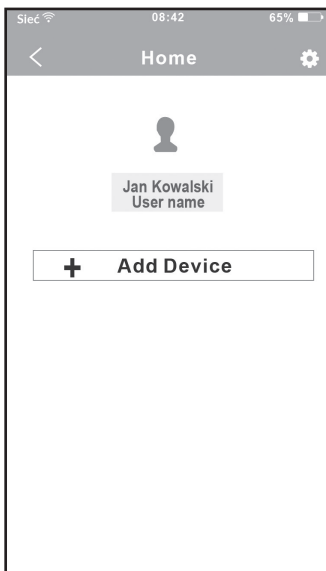 Sieć 08:42 65%
Home
Jan Kowalski
User name
+ Add Device